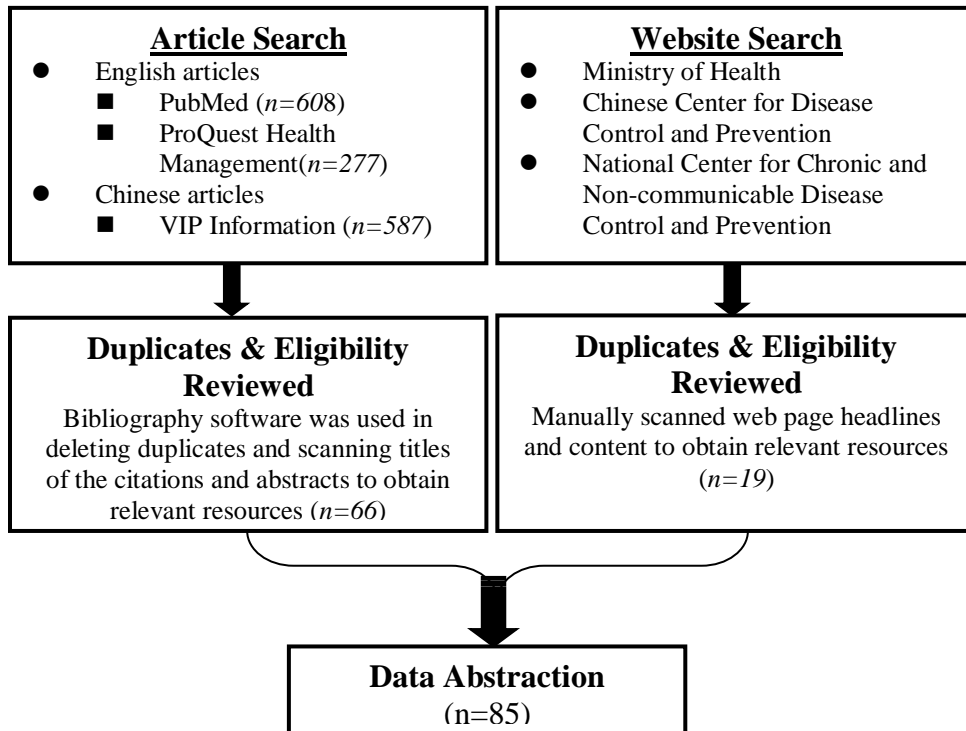 Article Search
● English articles
■ PubMed (n=608)
■ ProQuest Health
Management(n=277)
● Chinese articles
■ VIP Information (n=587)
Website Search
● Ministry of Health
● Chinese Center for Disease
Control and Prevention
● National Center for Chronic and
Non-communicable Disease
Control and Prevention
Duplicates & Eligibility
Reviewed
Bibliography software was used in
deleting duplicates and scanning titles
of the citations and abstracts to obtain
relevant resources (n=66)
Duplicates & Eligibility
Reviewed
Manually scanned web page headlines
and content to obtain relevant resources
(n=19)
Data Abstraction
(n=85)